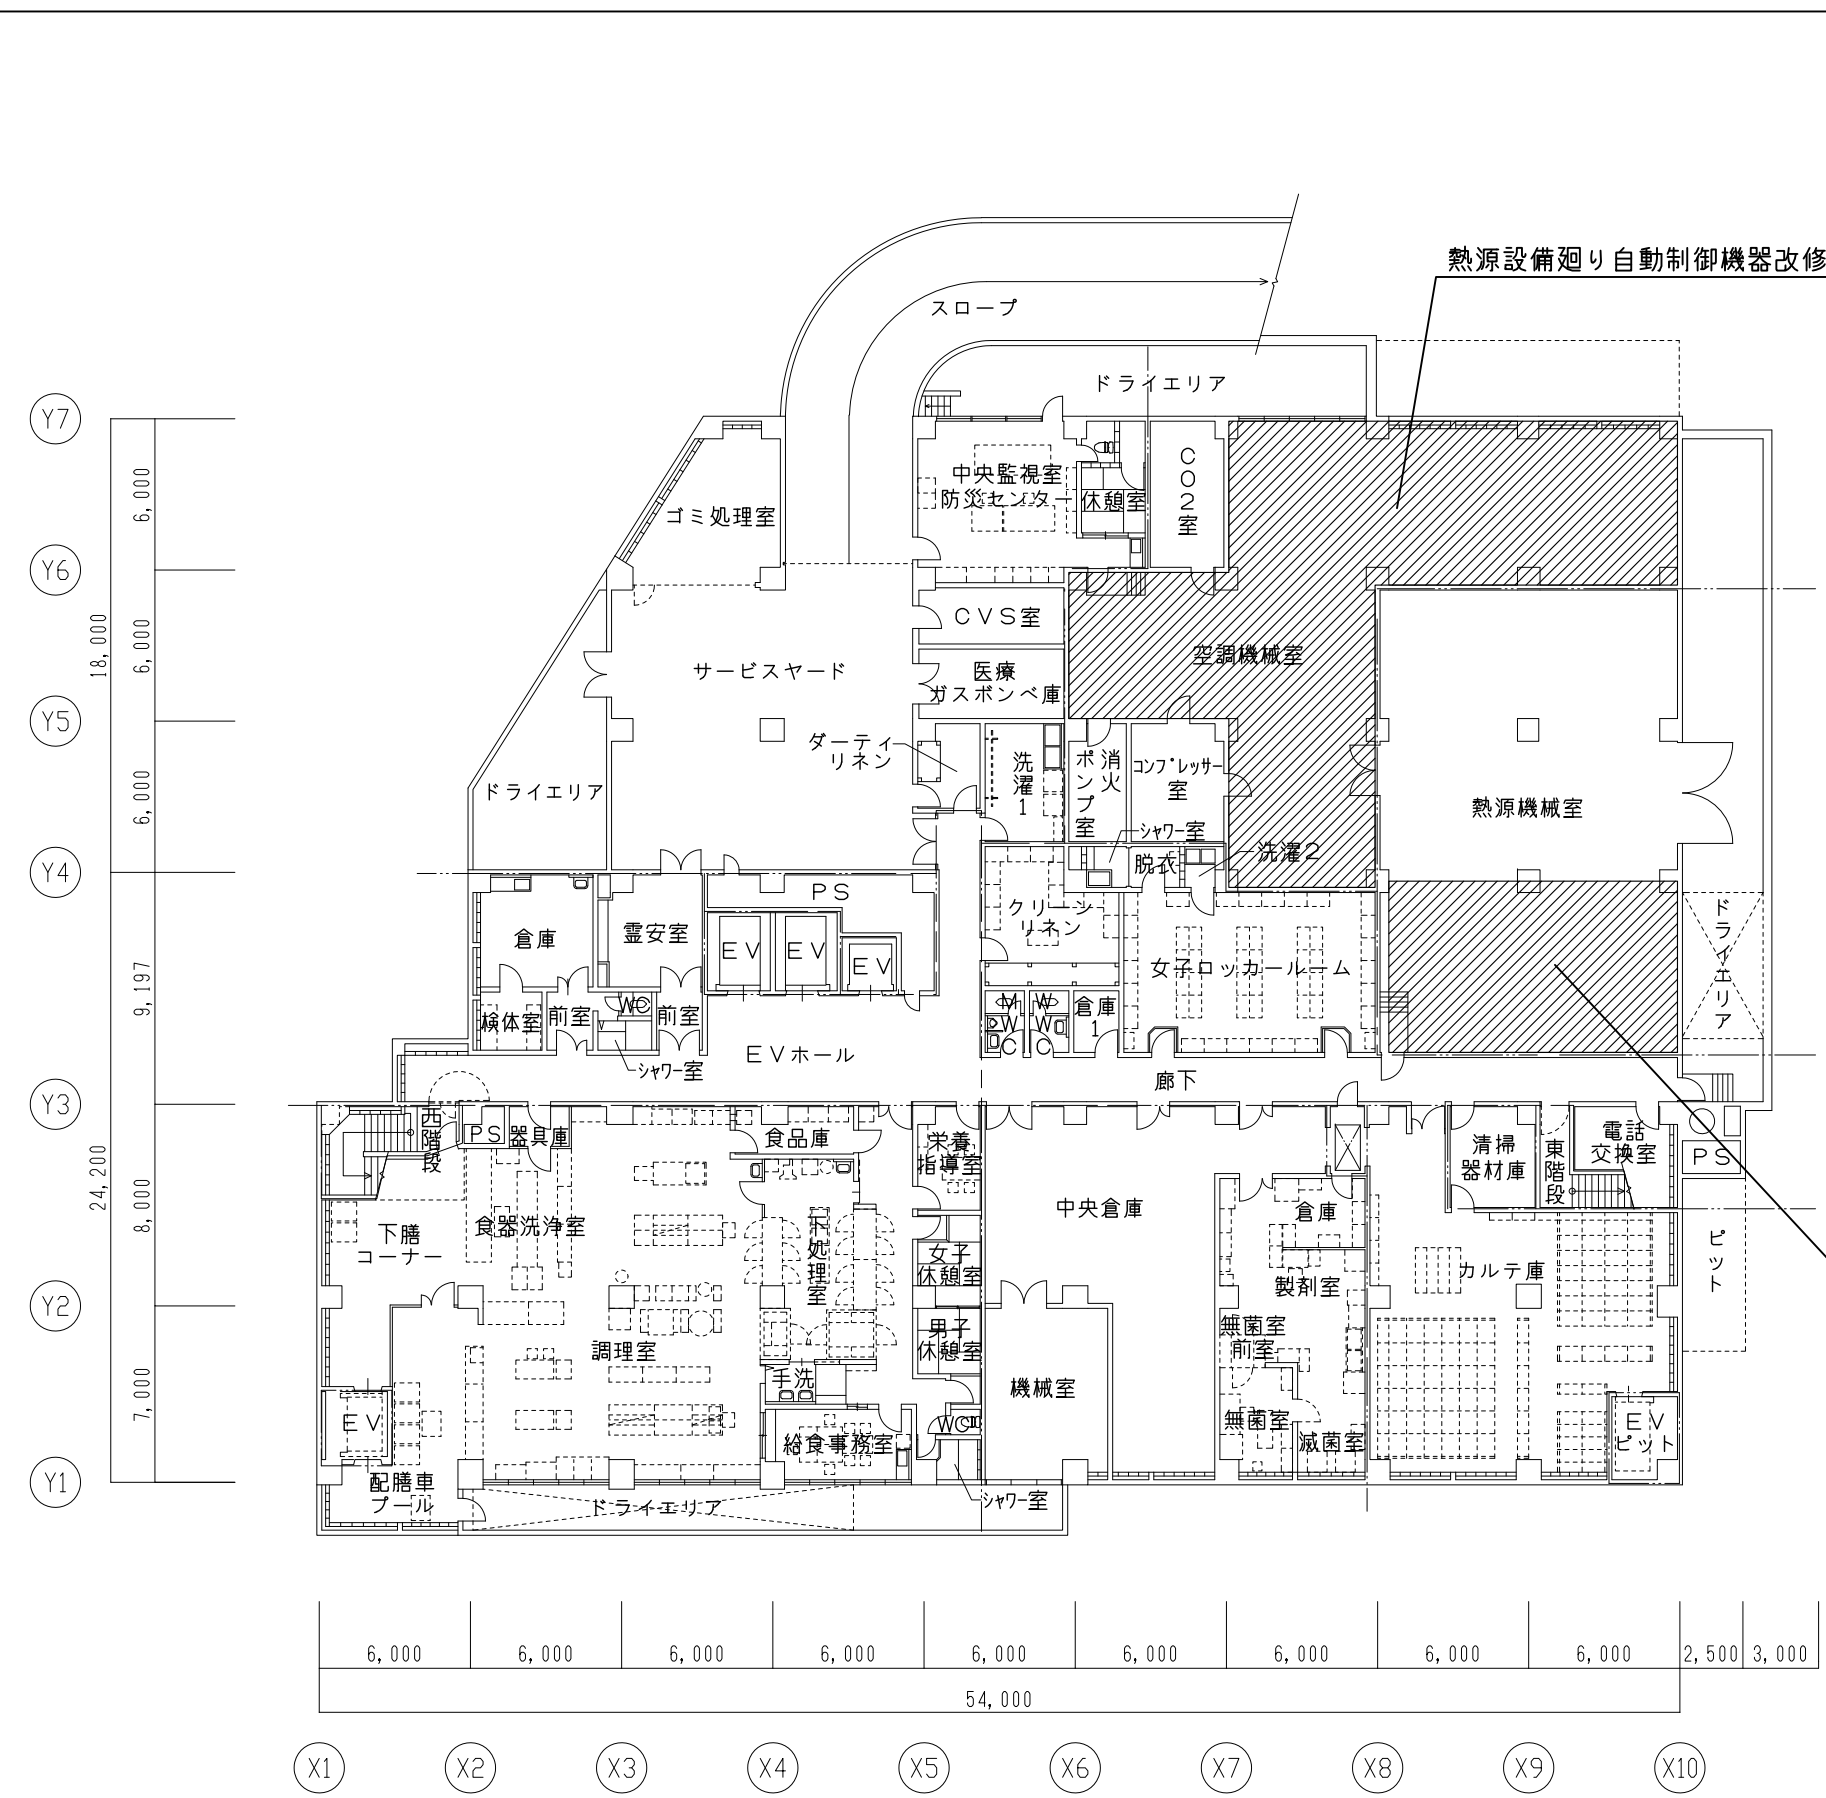 熱源設備廻り自動制御機器改修
スロープ
ドライエリア
Y7
6,000
中央監視室
防災センター
休憩室
CO2室
ゴミ処理室
Y6
18,000
6,000
CVS室
サービスヤード
医療
ガスボンベ庫
空調機械室
Y5
6,000
ダーティ
リネン
洗濯1
消火
ポンプ室
コンプレッサー
室
ドライエリア
熱源機械室
シャワー室
脱衣
洗濯2
Y4
PS
倉庫
霊安室
EV
EV
EV
クリーン
リネン
女子ロッカールーム
ドライエリア
9,197
検体室
前室
WC
前室
シャワー室
EVホール
MWC
WWC
倉庫
1
廊下
Y3
西階段
PS
器具庫
食品庫
栄養
指導室
清掃
器材庫
東階段
電話
交換室
PS
24,200
8,000
下膳
コーナー
食器洗浄室
下処理室
中央倉庫
倉庫
女子
休憩室
製剤室
カルテ庫
ピット
Y2
調理室
男子
休憩室
無菌室
前室
7,000
手洗
機械室
EV
給食事務室
WC
無菌室
滅菌室
EV
ピット
Y1
配膳車
プール
ドライエリア
シャワー室
6,000
6,000
6,000
6,000
6,000
6,000
6,000
6,000
6,000
2,500
3,000
54,000
X1
X2
X3
X4
X5
X6
X7
X8
X9
X10